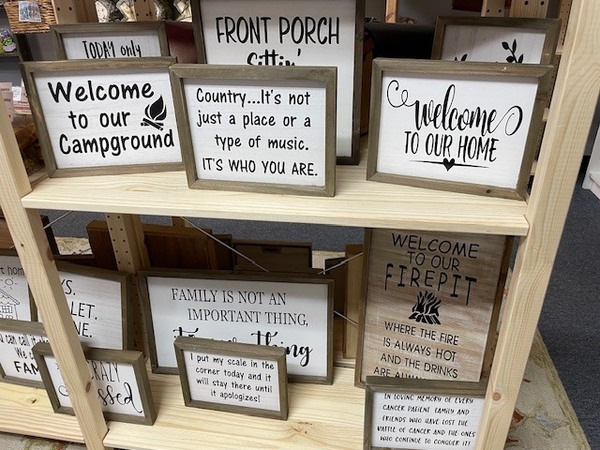 TODAY only
FRONT PORCH
Sittin'
Welcome
to our
Campground
Country...It's not
just a place or a
type of music.
IT'S WHO YOU ARE.
welcome
TO OUR HOME
FAMILY IS NOT AN
IMPORTANT THING,
thing
I put my scale in the
corner today and it
will stay there until
it apologizes!
WELCOME
TO OUR
FIREPIT
WHERE THE FIRE
IS ALWAYS HOT
AND THE DRINKS
ARE
IN LOVING MEMORY OF EVERY
CANCER PATIENT FAMILY AND
FRIENDS WHO HAVE LOST THE
BATTLE OF CANCER AND THE ONES
WHO CONTINUE TO CONQUER IT!